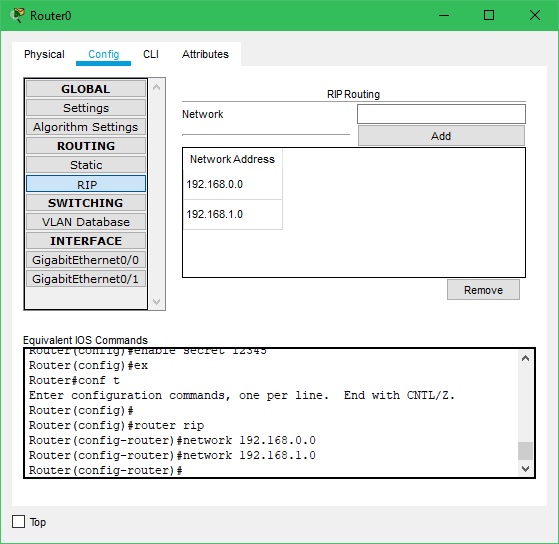 Router0
Physical Config CLI Attributes
GLOBAL
Settings
Algorithm Settings
ROUTING
Static
RIP
SWITCHING
VLAN Database
INTERFACE
GigabitEthernet0/0
GigabitEthernet0/1
RIP Routing
Network
Add
Network Address
192.168.0.0
192.168.1.0
Remove
Equivalent IOS Commands
Router(config)#enable secret 12345
Router(config)#ex
Router#conf t
Enter configuration commands, one per line.  End with CNTL/Z.
Router(config)#
Router(config)#router rip
Router(config-router)#network 192.168.0.0
Router(config-router)#network 192.168.1.0
Router(config-router)#
Top